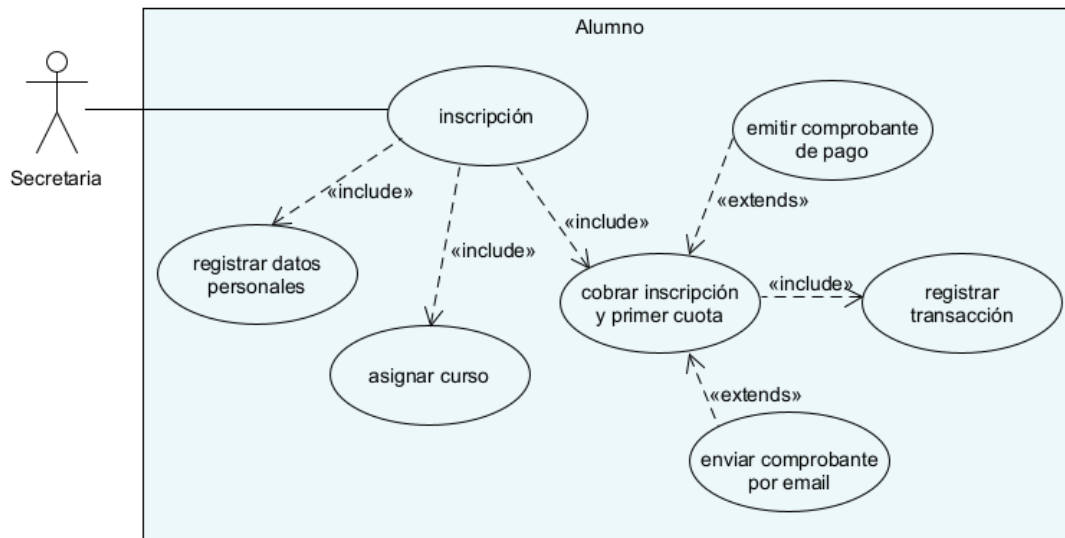 Alumno
Secretaria
inscripción
emitir comprobante
de pago
«include»
«extends»
«include»
«include»
registrar datos
personales
cobrar inscripción
y primer cuota
«include»
registrar
transacción
asignar curso
«extends»
enviar comprobante
por email